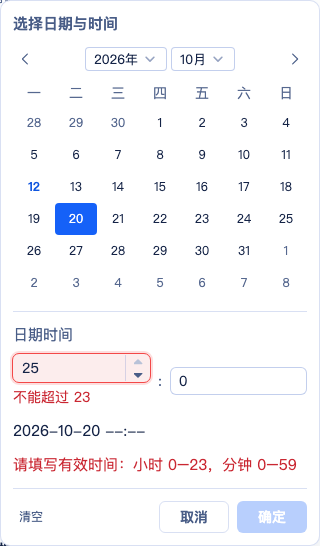 选择日期与时间
2026年 10月
一 二 三 四 五 六 日
28 29 30 1 2 3 4
5 6 7 8 9 10 11
12 13 14 15 16 17 18
19 20 21 22 23 24 25
26 27 28 29 30 31 1
2 3 4 5 6 7 8
日期时间
25 : 0
不能超过 23
2026-10-20 --:--
请填写有效时间：小时 0—23，分钟 0—59
清空 取消 确定